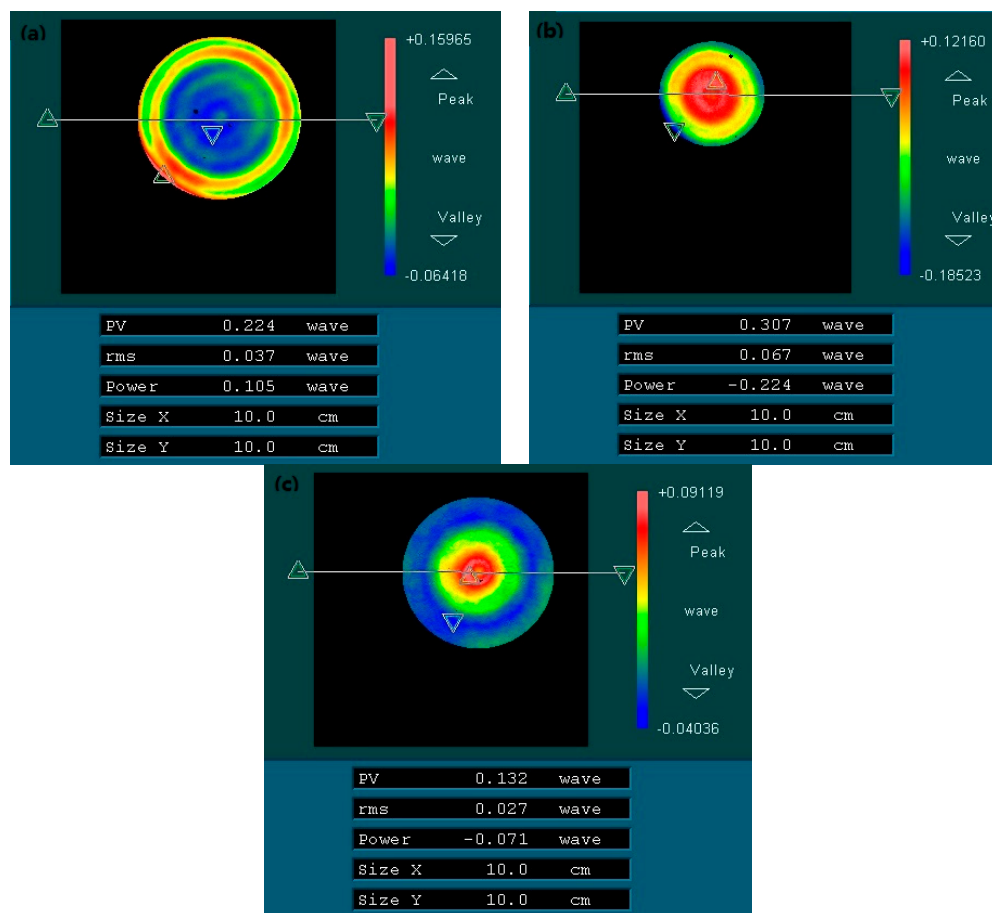 (a)
+0.15965
Peak
wave
Valley
-0.06418
PV 0.224 wave
rms 0.037 wave
Power 0.105 wave
Size X 10.0 cm
Size Y 10.0 cm
(b)
+0.12160
Peak
wave
Valley
-0.18523
PV 0.307 wave
rms 0.067 wave
Power -0.224 wave
Size X 10.0 cm
Size Y 10.0 cm
(c)
+0.09119
Peak
wave
Valley
-0.04036
PV 0.132 wave
rms 0.027 wave
Power -0.071 wave
Size X 10.0 cm
Size Y 10.0 cm